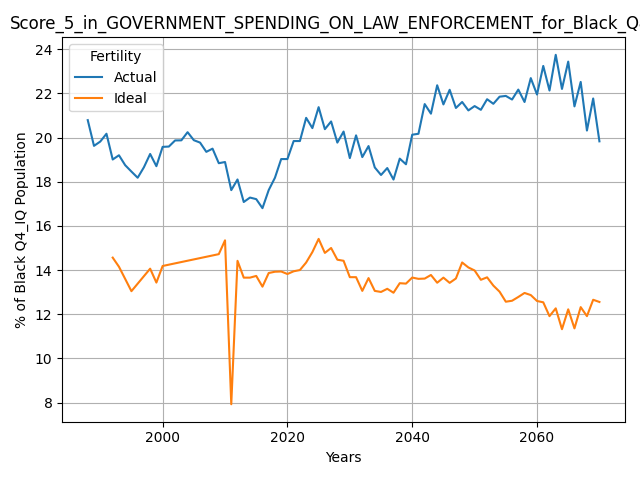 Score_5_in_GOVERNMENT_SPENDING_ON_LAW_ENFORCEMENT_for_Black_Q
Fertility
Actual
Ideal
% of Black Q4_IQ Population
24
22
20
18
16
14
12
10
8
2000 2020 2040 2060
Years